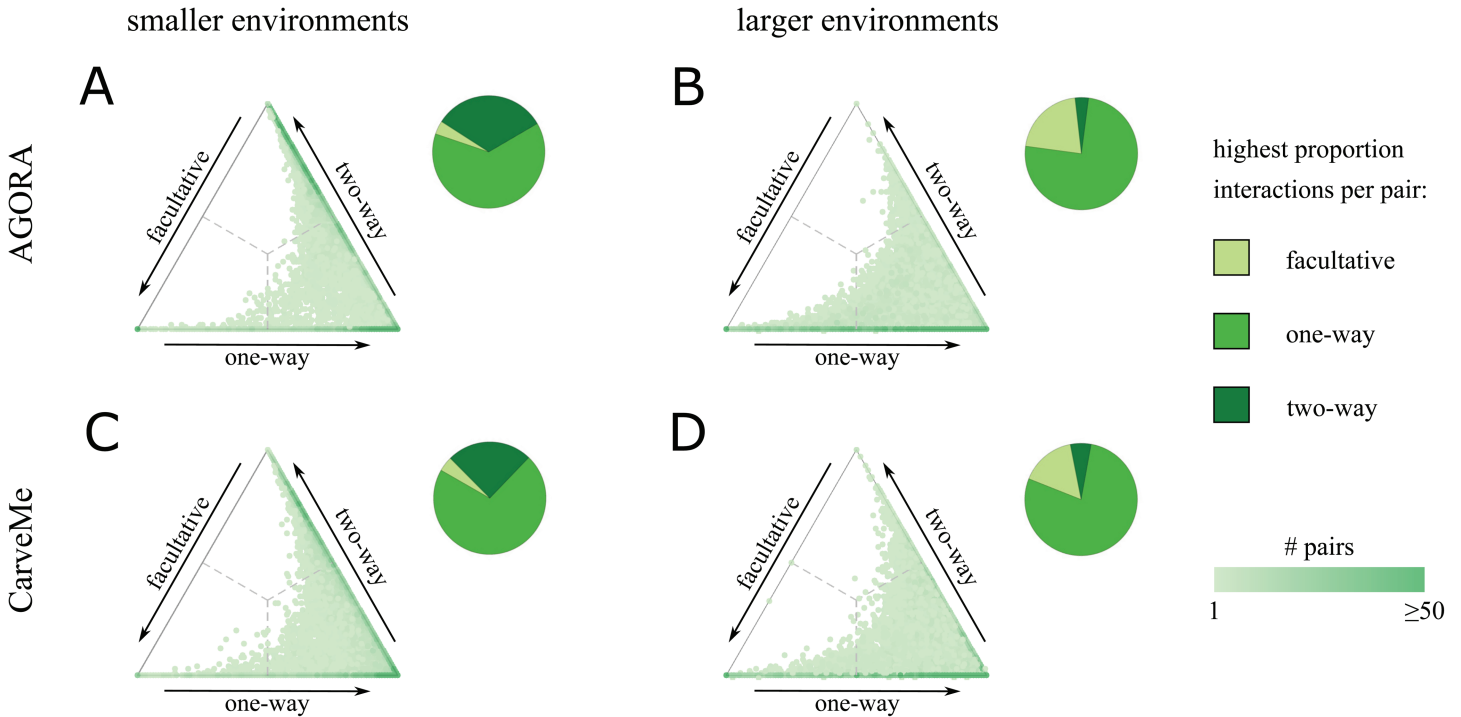 smaller environments
larger environments
AGORA
A
facultative
two-way
one-way
B
facultative
two-way
one-way
highest proportion
interactions per pair:
facultative
one-way
two-way
CarveMe
C
facultative
two-way
one-way
D
facultative
two-way
one-way
# pairs
1
≥50